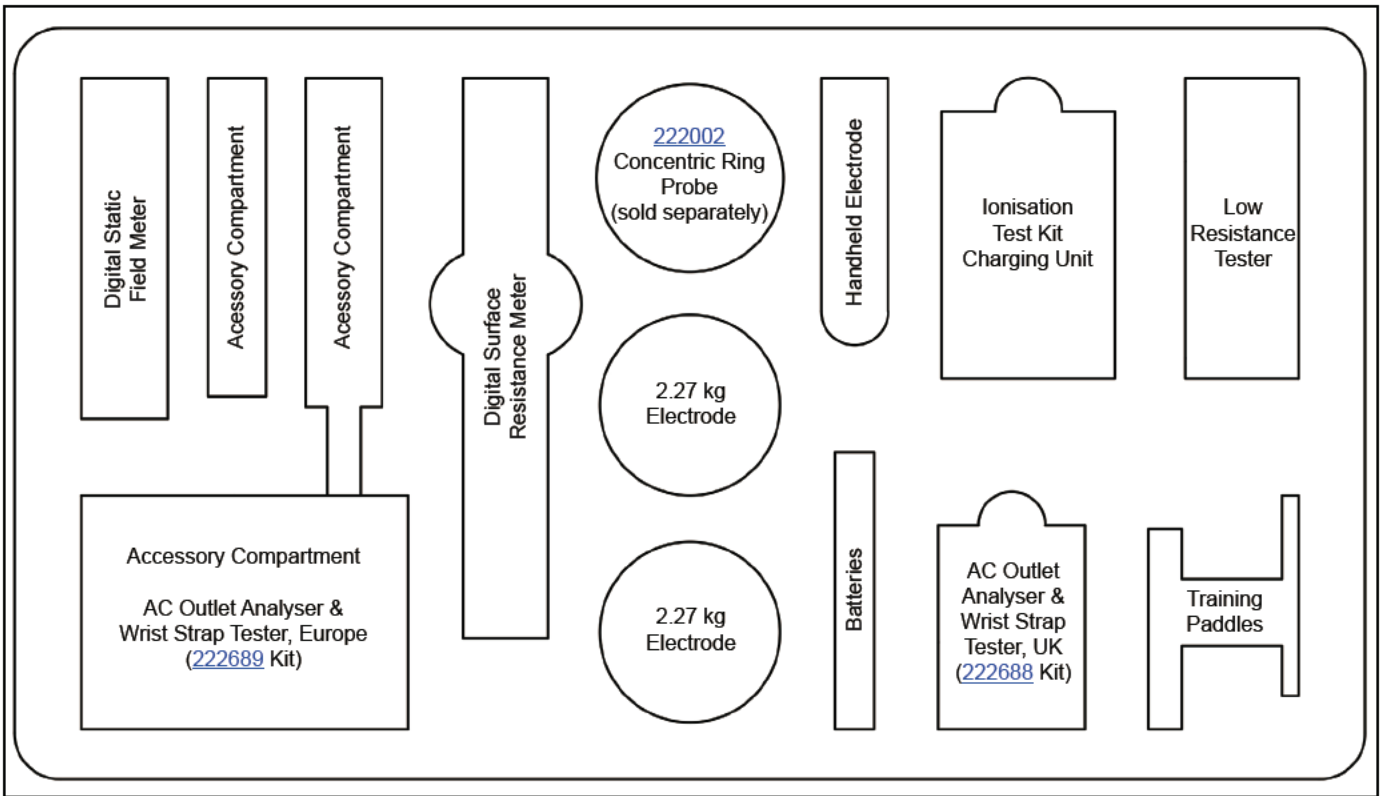 Digital Static
Field Meter
Acessory Compartment
Acessory Compartment
Digital Surface
Resistance Meter
222002
Concentric Ring
Probe
(sold separately)
Handheld Electrode
Ionisation
Test Kit
Charging Unit
Low
Resistance
Tester
2.27 kg
Electrode
Accessory Compartment
AC Outlet Analyser &
Wrist Strap Tester, Europe
(222689 Kit)
2.27 kg
Electrode
Batteries
AC Outlet
Analyser &
Wrist Strap
Tester, UK
(222688 Kit)
Training
Paddles